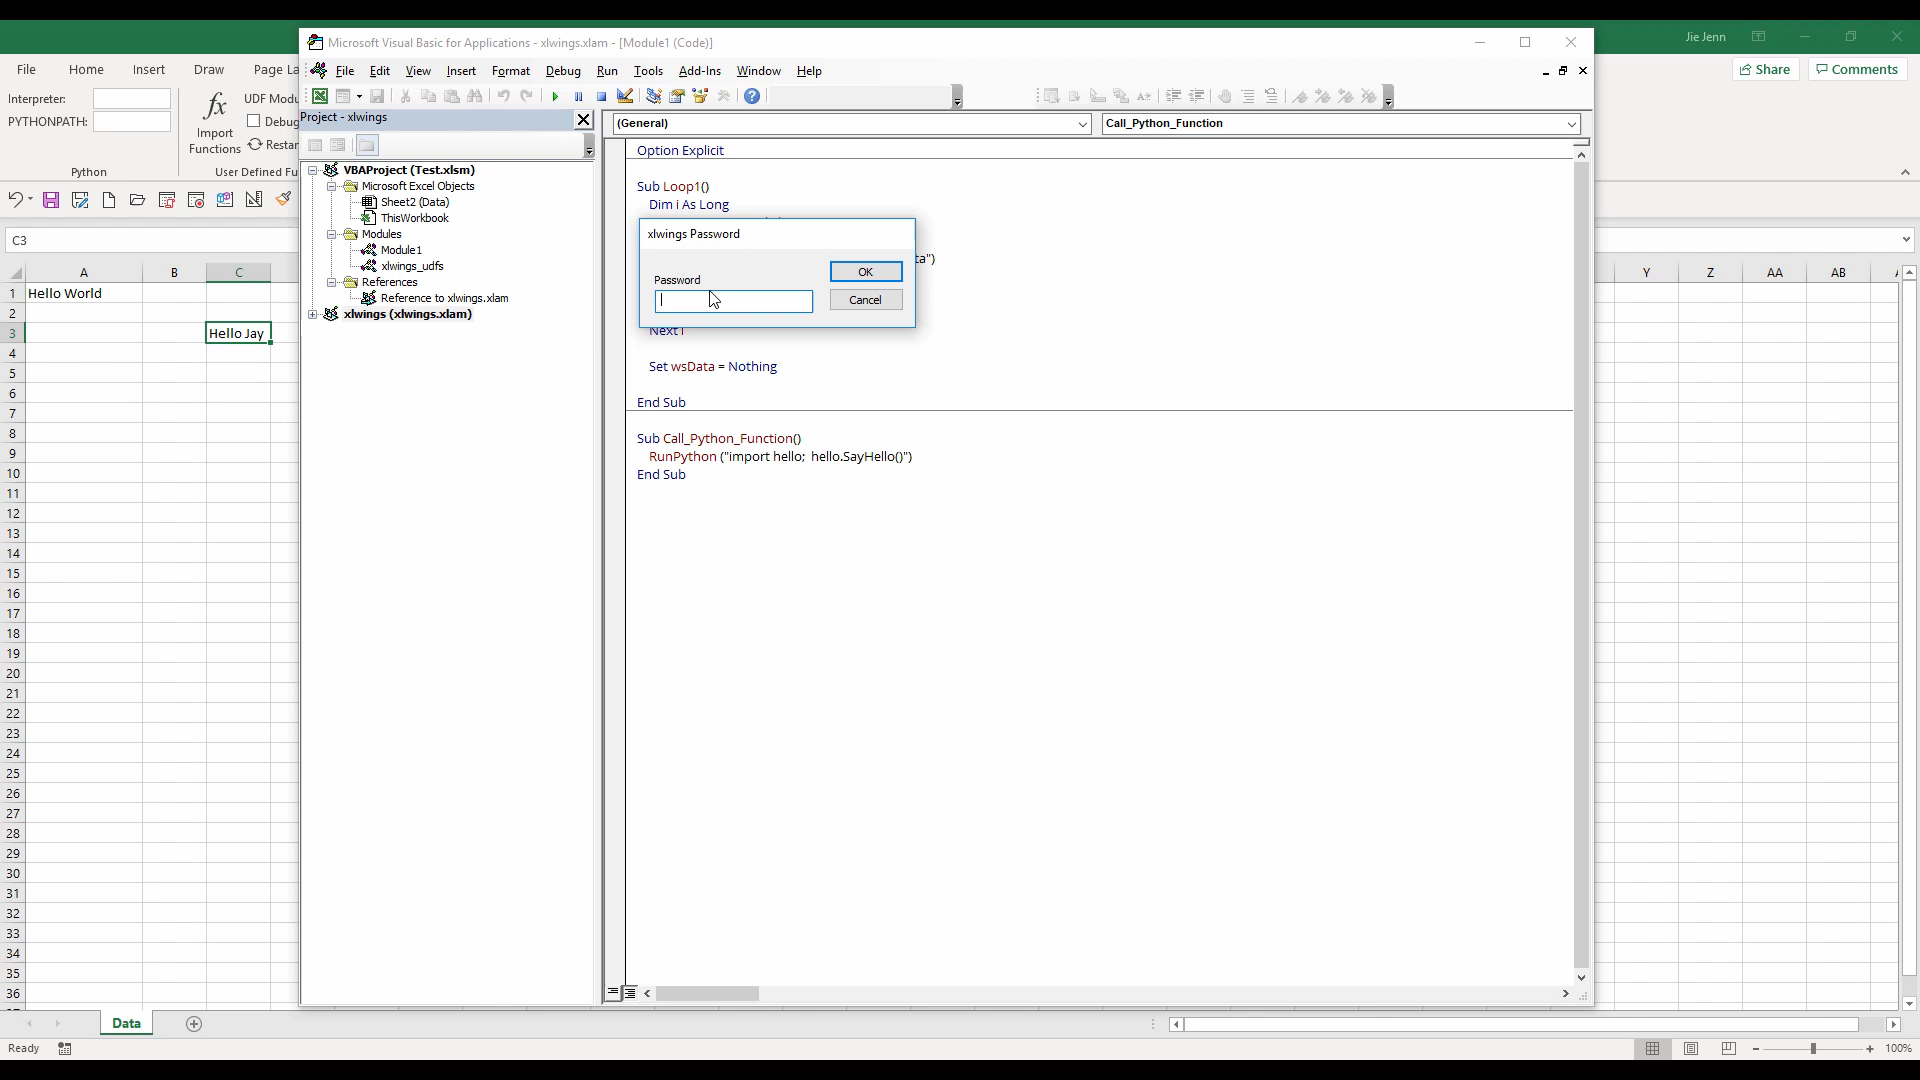 Microsoft Visual Basic for Applications - xlwings.xlam - [Module1 (Code)]
Jie Jenn
File Home Insert Draw Page La
File Edit View Insert Format Debug Run Tools Add-Ins Window Help
Share Comments
Interpreter:
PYTHONPATH:
fx
Import
Functions
UDF Modu
Debug
Restar
Python
User Defined Fu
Project - xlwings
(General)
Call_Python_Function
VBAProject (Test.xlsm)
Microsoft Excel Objects
Sheet2 (Data)
ThisWorkbook
Modules
Module1
xlwings_udfs
References
Reference to xlwings.xlam
xlwings (xlwings.xlam)
Option Explicit
Sub Loop1()
Dim i As Long
ta")
xlwings Password
Password
OK
Cancel
Next i
Set wsData = Nothing
End Sub
Sub Call_Python_Function()
RunPython ("import hello;  hello.SayHello()")
End Sub
C3
A B C Y Z AA AB
1 Hello World
2
3 Hello Jay
4
5
6
7
8
9
10
11
12
13
14
15
16
17
18
19
20
21
22
23
24
25
26
27
28
29
30
31
32
33
34
35
36
Data
Ready
100%